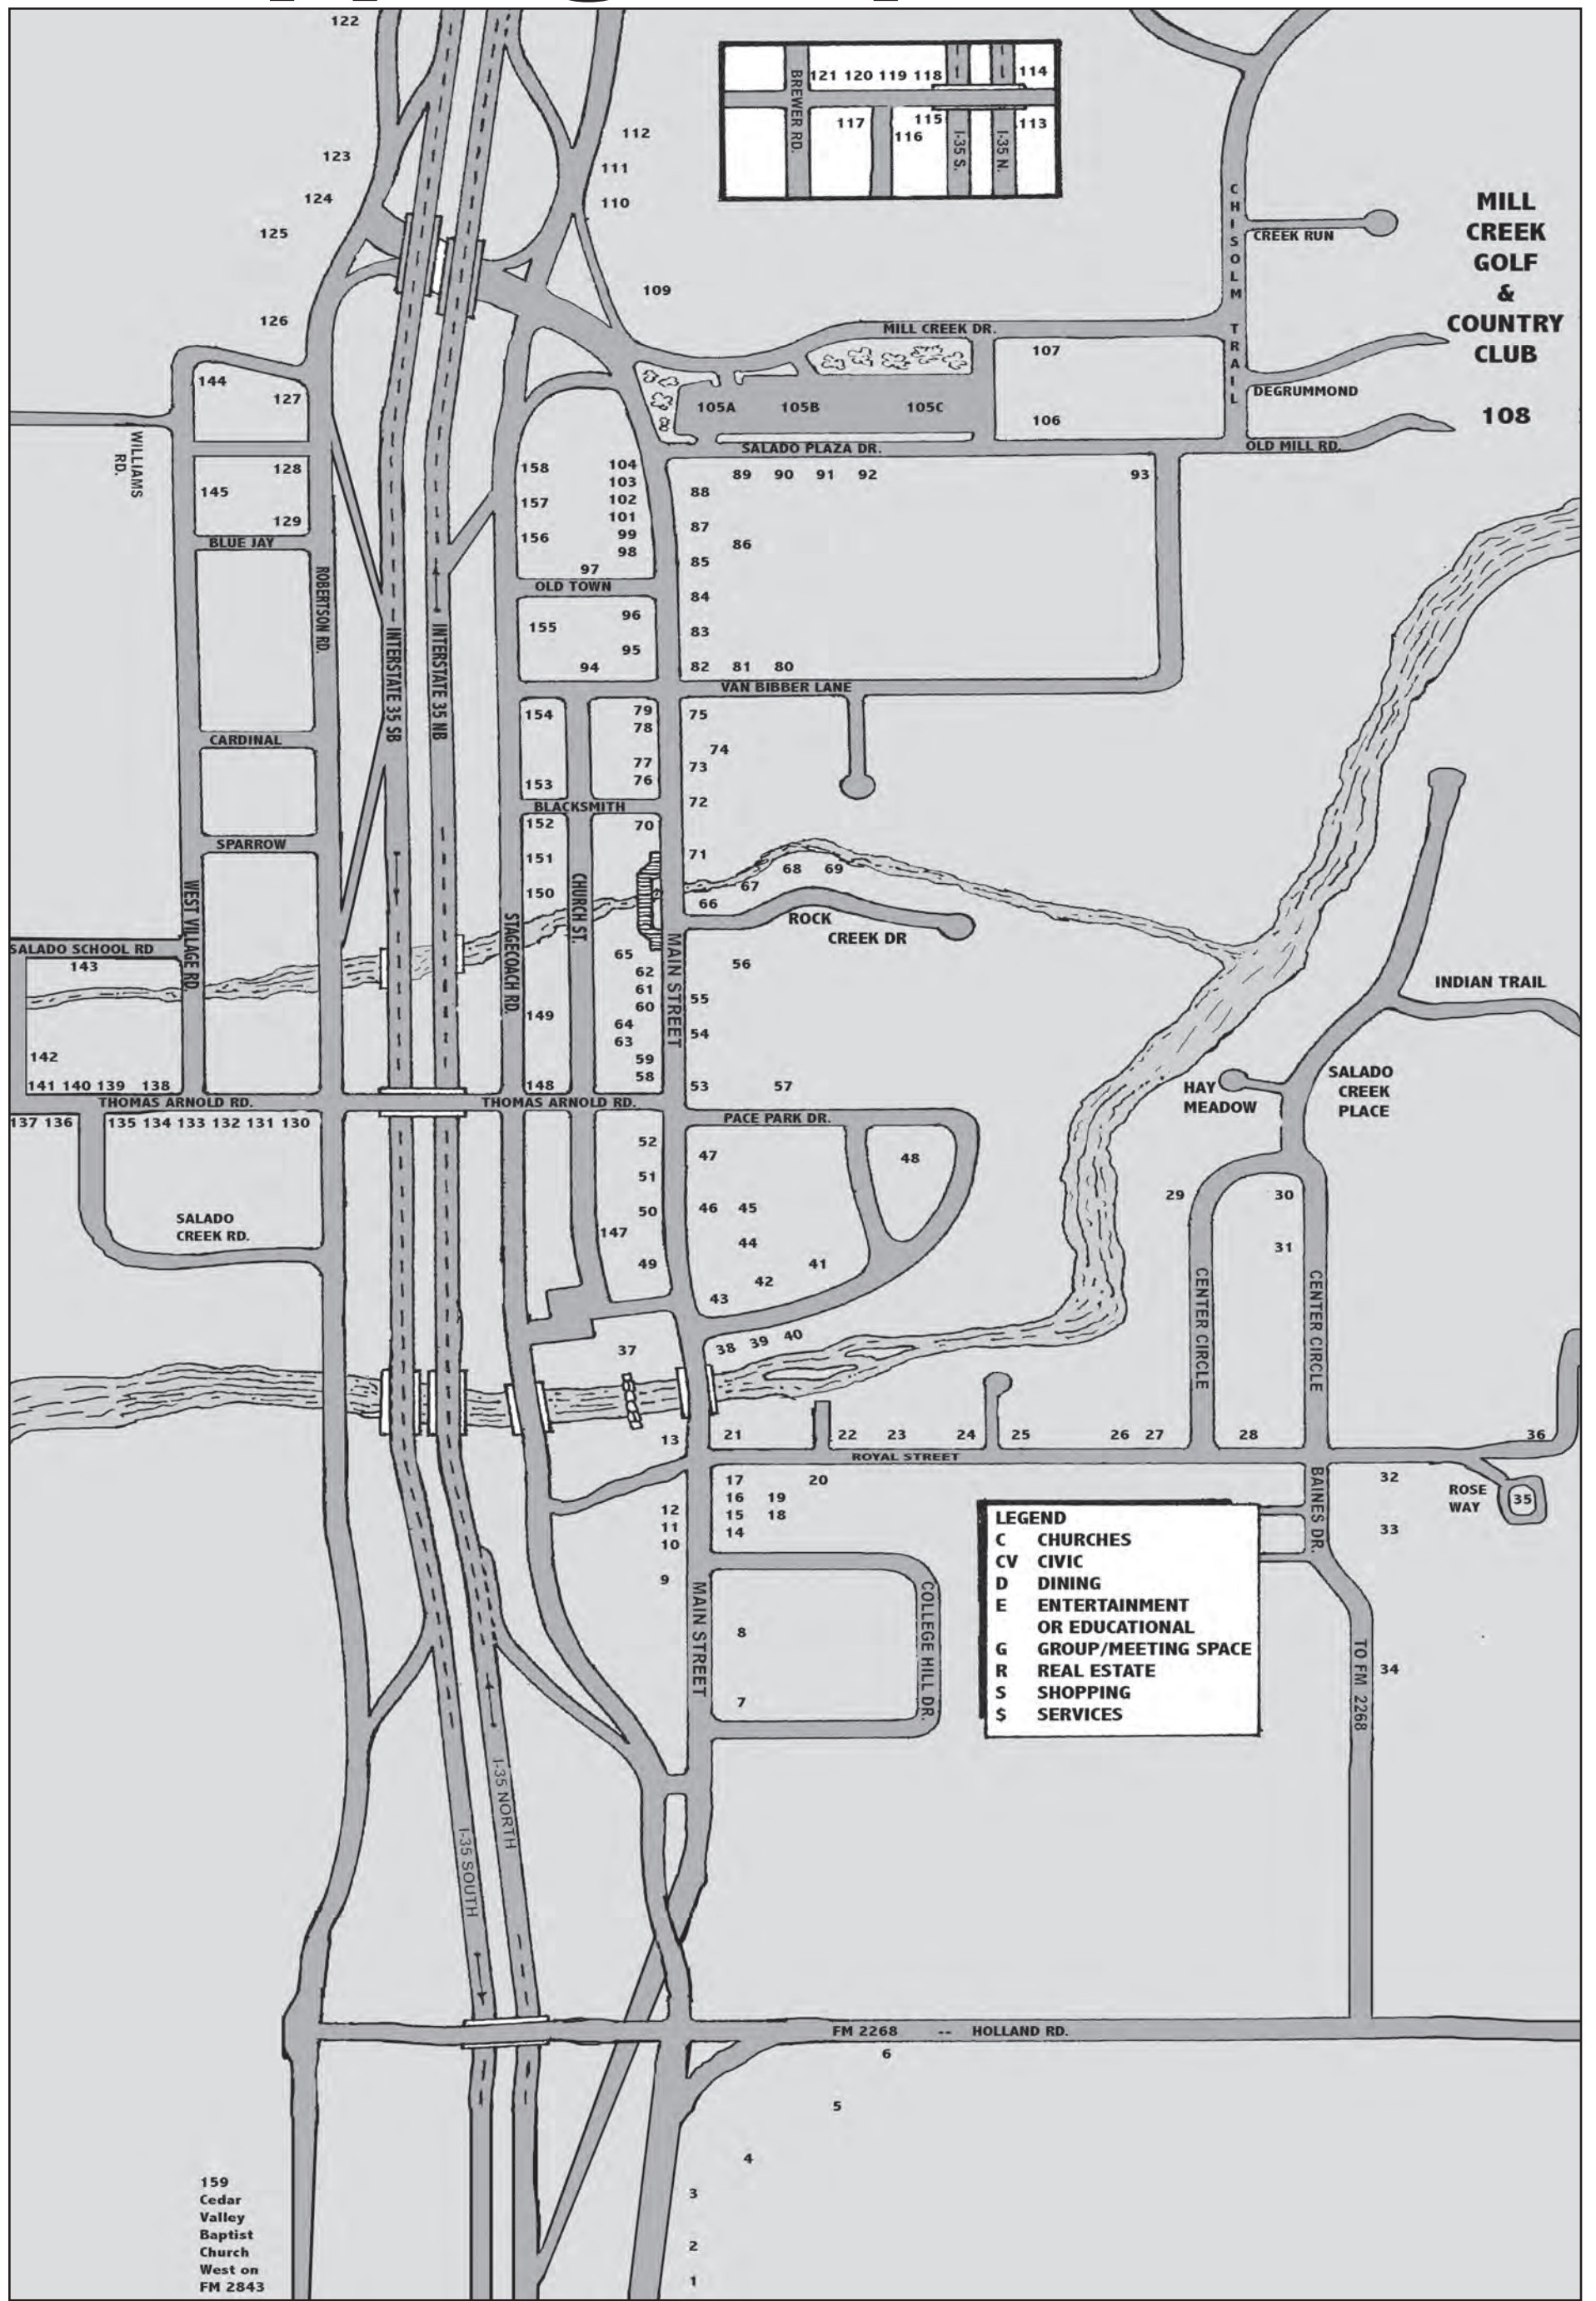 122
BREWER RD.
121 120 119 118
114
117
115
116
113
I-35 S.
I-35 N.
112
111
110
123
124
125
126
109
CHISOLM TRAIL
CREEK RUN
MILL
CREEK
GOLF
&
COUNTRY
CLUB
108
MILL CREEK DR.
107
106
105A
105B
105C
DEGRUMMOND
OLD MILL RD.
SALADO PLAZA DR.
144
127
WILLIAMS
RD.
128
145
129
BLUE JAY
ROBERTSON RD.
INTERSTATE 35 SB
INTERSTATE 35 NB
158
157
156
104
103
102
101
99
98
97
OLD TOWN
89 90 91 92
93
88
87
86
85
84
83
82 81 80
96
155
95
94
VAN BIBBER LANE
CARDINAL
154
79
78
77
76
153
75
74
73
72
BLACKSMITH
SPARROW
152
151
150
70
71
68 69
67
66
ROCK
CREEK DR
WEST VILLAGE RD.
CHURCH ST.
STAGECOACH RD.
MAIN STREET
SALADO SCHOOL RD
143
142
141 140 139 138
65
62
61
60
64
63
59
58
149
148
56
55
54
53
57
INDIAN TRAIL
SALADO
CREEK
PLACE
HAY
MEADOW
THOMAS ARNOLD RD.
THOMAS ARNOLD RD.
PACE PARK DR.
137 136
135 134 133 132 131 130
SALADO
CREEK RD.
52
51
50
147
49
47
48
46 45
44
41
42
43
29
30
31
CENTER CIRCLE
CENTER CIRCLE
37
38 39 40
13
21
22 23 24 25 26 27 28
36
ROYAL STREET
17
16
15
14
20
19
18
12
11
10
9
BAINES DR.
32
33
ROSE
WAY
35
LEGEND
C CHURCHES
CV CIVIC
D DINING
E ENTERTAINMENT
OR EDUCATIONAL
G GROUP/MEETING SPACE
R REAL ESTATE
S SHOPPING
$ SERVICES
MAIN STREET
8
7
COLLEGE HILL DR.
TO FM 2268
34
I-35 NORTH
I-35 SOUTH
FM 2268 -- HOLLAND RD.
6
5
4
3
2
1
159
Cedar
Valley
Baptist
Church
West on
FM 2843